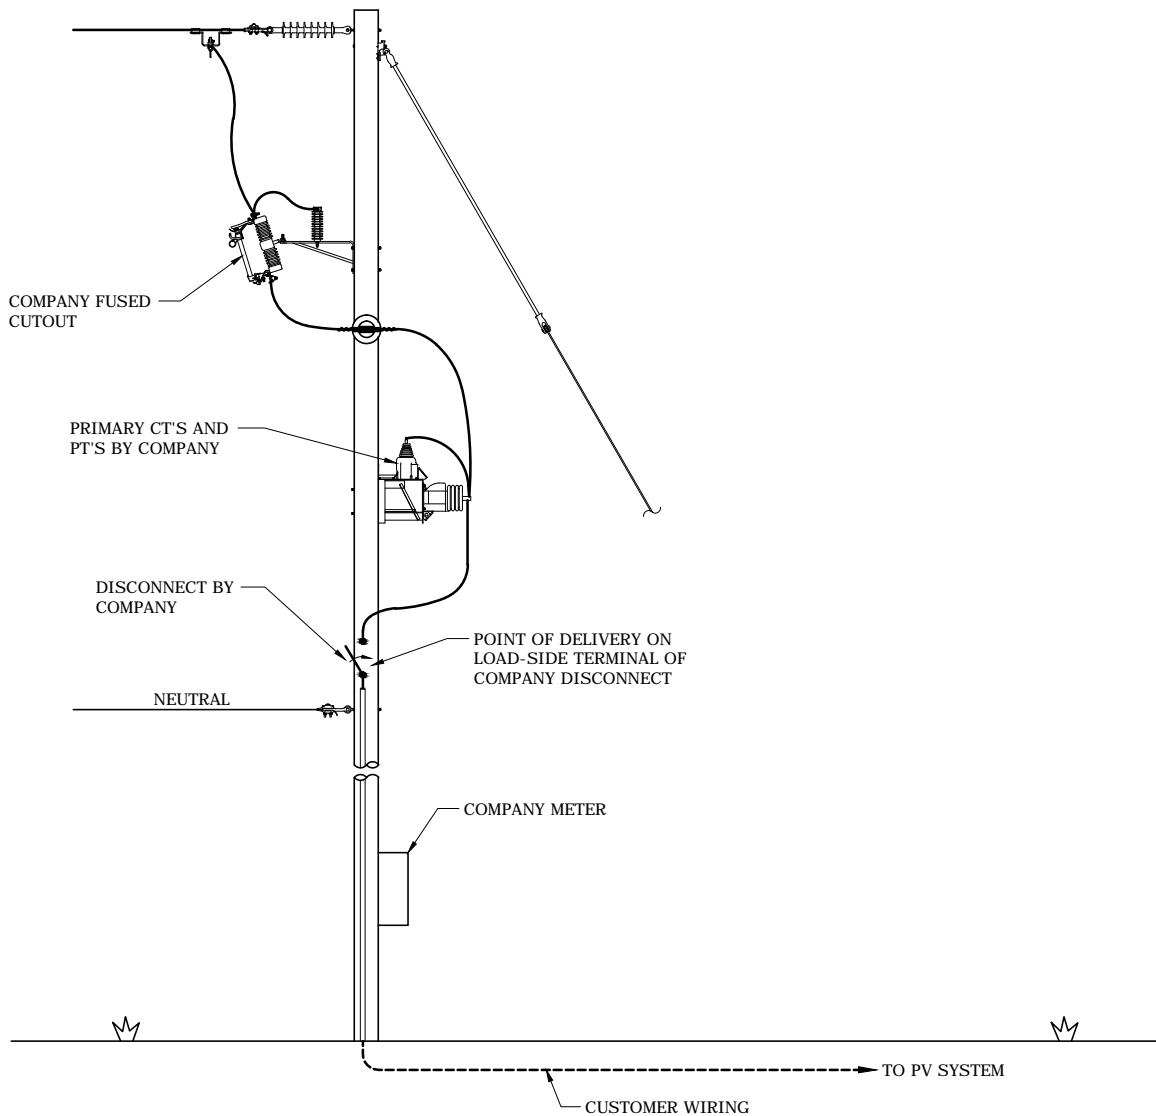 COMPANY FUSED
CUTOUT
PRIMARY CT'S AND
PT'S BY COMPANY
DISCONNECT BY
COMPANY
POINT OF DELIVERY ON
LOAD-SIDE TERMINAL OF
COMPANY DISCONNECT
NEUTRAL
COMPANY METER
TO PV SYSTEM
CUSTOMER WIRING